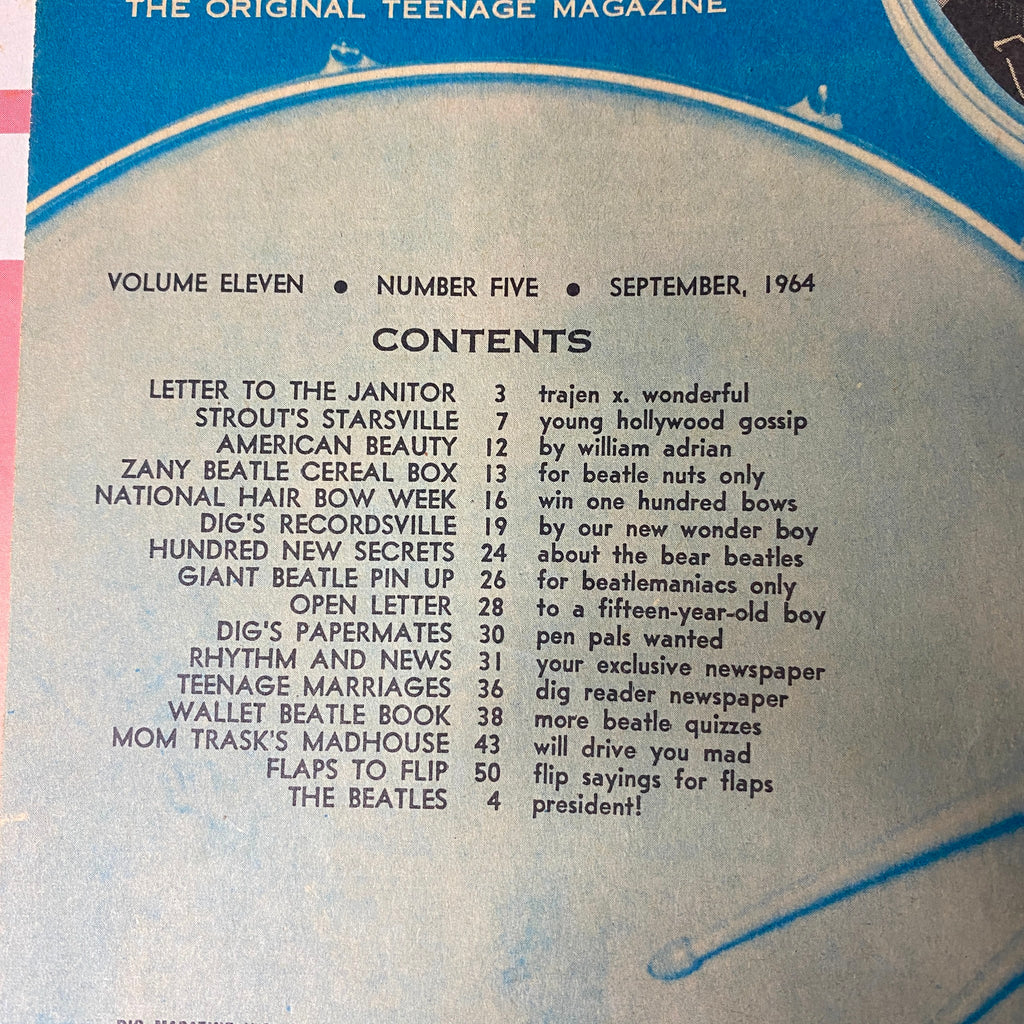 THE ORIGINAL TEENAGE MAGAZINE
VOLUME ELEVEN • NUMBER FIVE • SEPTEMBER, 1964
CONTENTS
LETTER TO THE JANITOR 3 trajen x. wonderful
STROUT'S STARSVILLE 7 young hollywood gossip
AMERICAN BEAUTY 12 by william adrian
ZANY BEATLE CEREAL BOX 13 for beatle nuts only
NATIONAL HAIR BOW WEEK 16 win one hundred bows
DIG'S RECORDSVILLE 19 by our new wonder boy
HUNDRED NEW SECRETS 24 about the bear beatles
GIANT BEATLE PIN UP 26 for beatlemaniacs only
OPEN LETTER 28 to a fifteen-year-old boy
DIG'S PAPERMATES 30 pen pals wanted
RHYTHM AND NEWS 31 your exclusive newspaper
TEENAGE MARRIAGES 36 dig reader newspaper
WALLET BEATLE BOOK 38 more beatle quizzes
MOM TRASK'S MADHOUSE 43 will drive you mad
FLAPS TO FLIP 50 flip sayings for flaps
THE BEATLES 4 president!